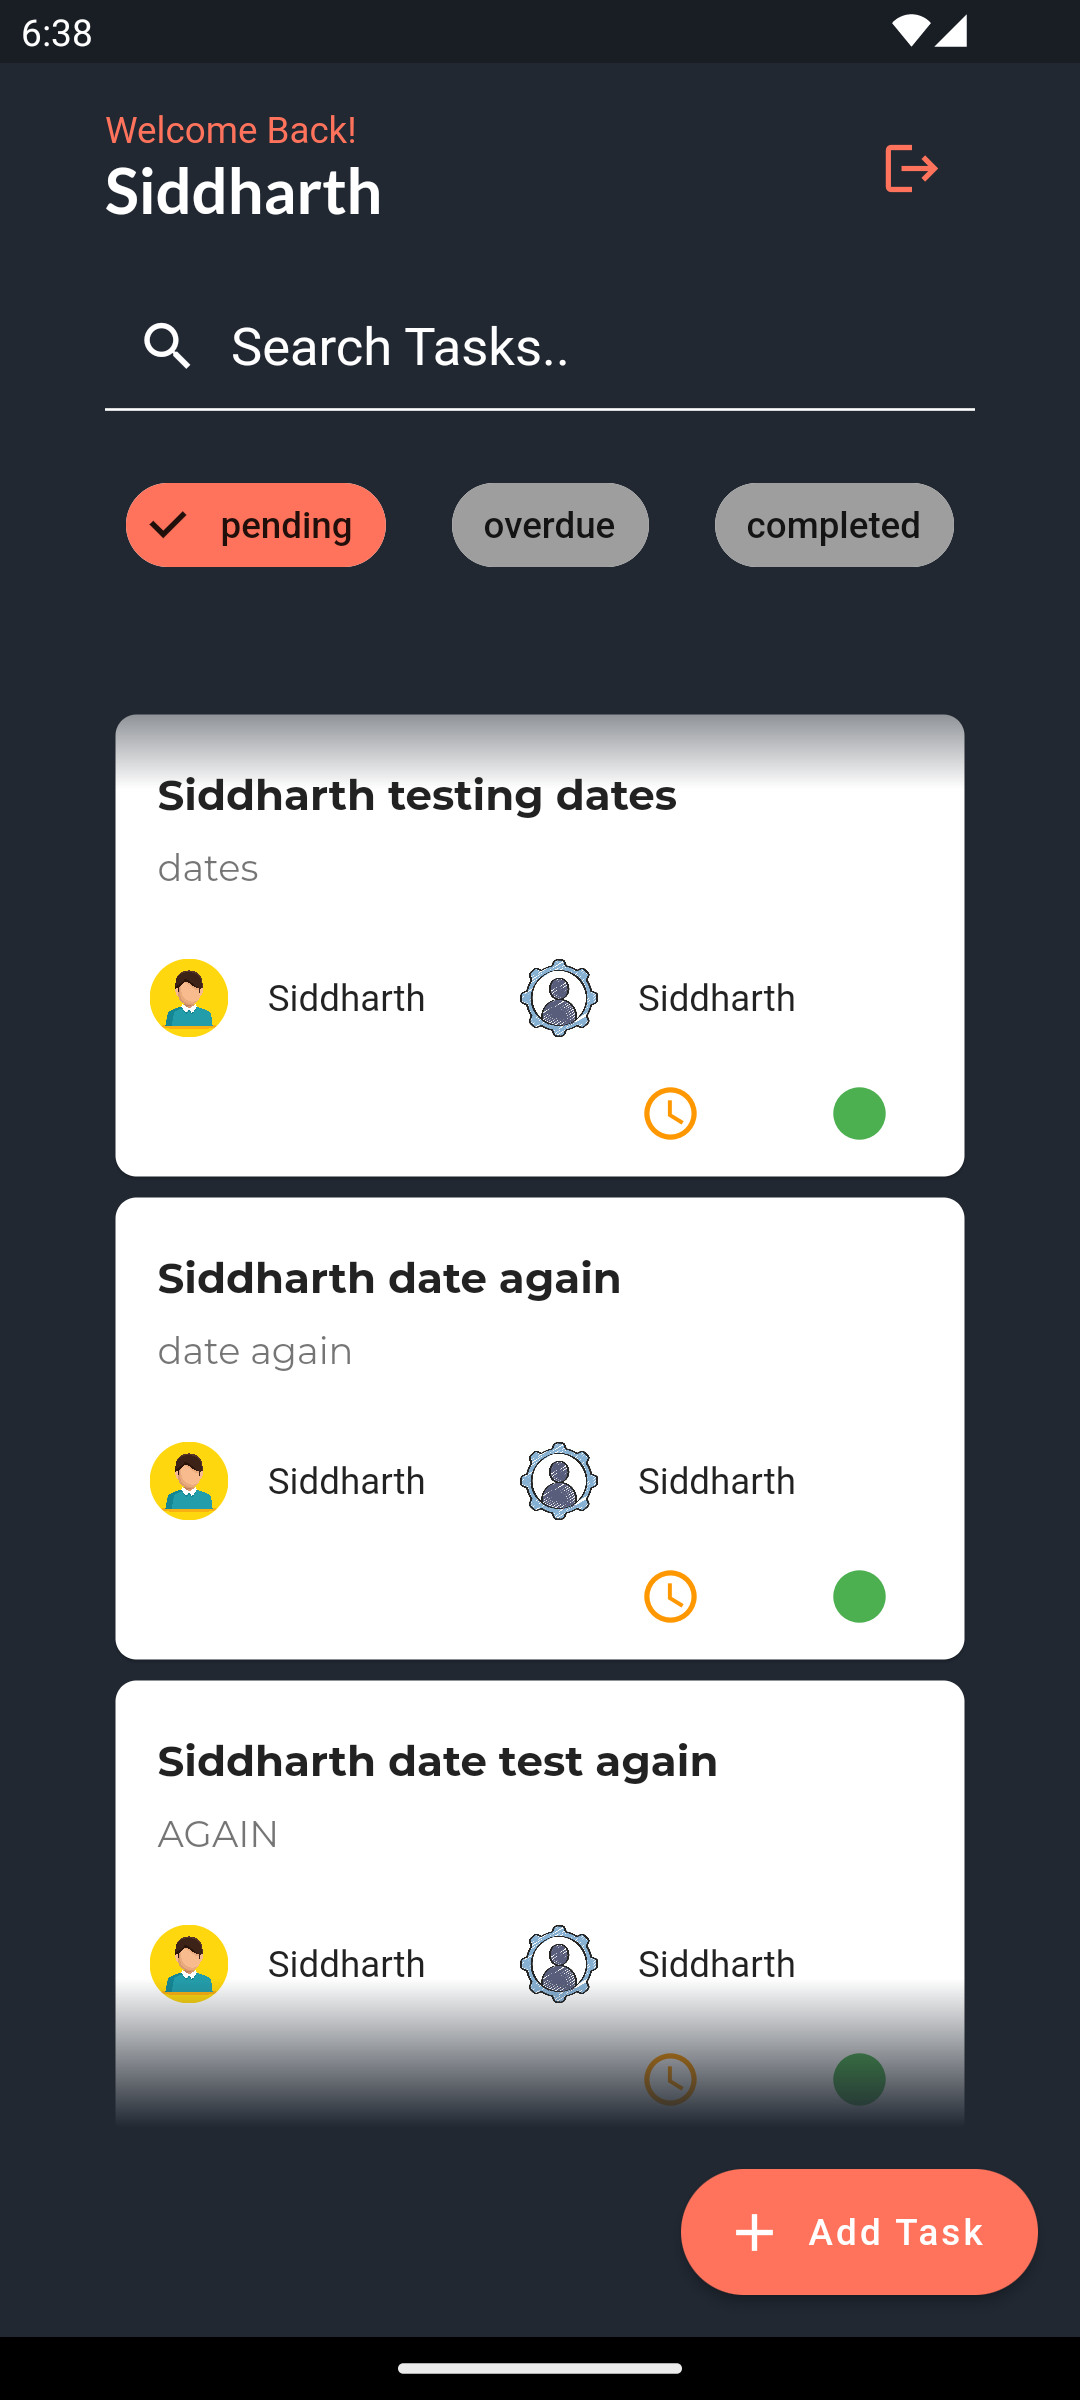 6:38
Welcome Back!
Siddharth
Search Tasks..
pending overdue completed
Siddharth testing dates
dates
Siddharth Siddharth
Siddharth date again
date again
Siddharth Siddharth
Siddharth date test again
AGAIN
Siddharth Siddharth
Add Task